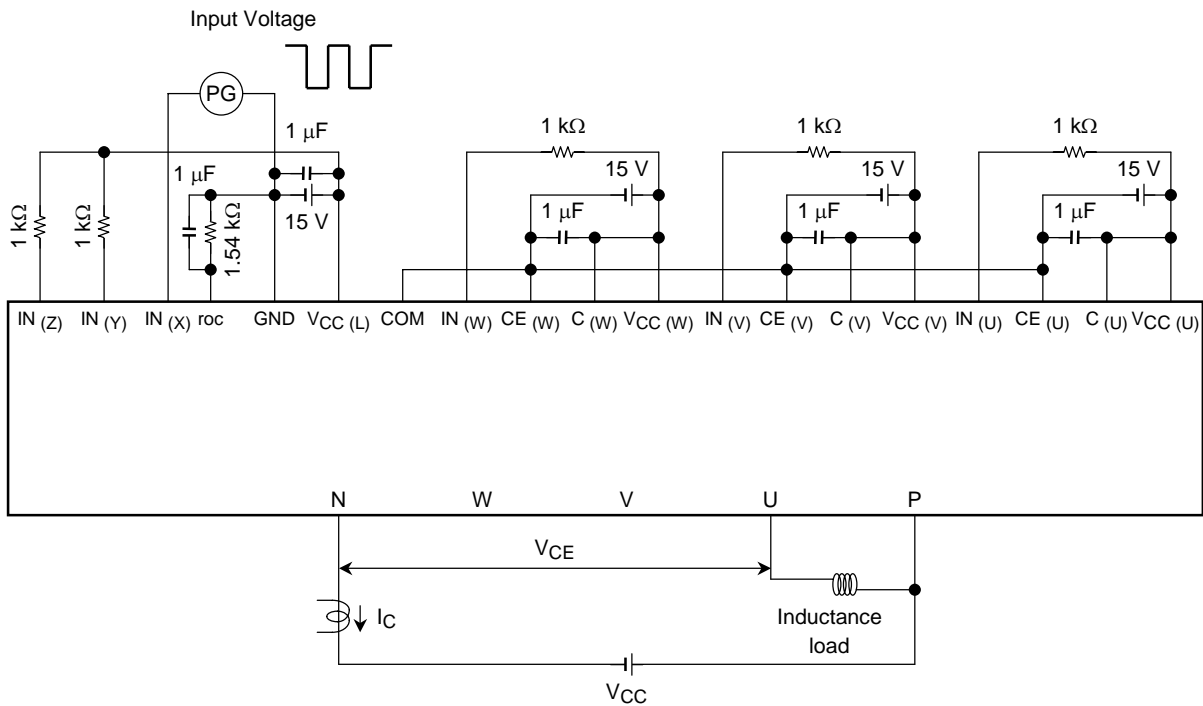 Input Voltage
PG
1 μF
1 μF
15 V
1 kΩ
1 kΩ
1.54 kΩ
1 kΩ
15 V
1 μF
1 kΩ
15 V
1 μF
1 kΩ
15 V
1 μF
IN (Z) IN (Y) IN (X) roc GND VCC (L) COM IN (W) CE (W) C (W) VCC (W) IN (V) CE (V) C (V) VCC (V) IN (U) CE (U) C (U) VCC (U)
N W V U P
VCE
IC
Inductance
load
VCC